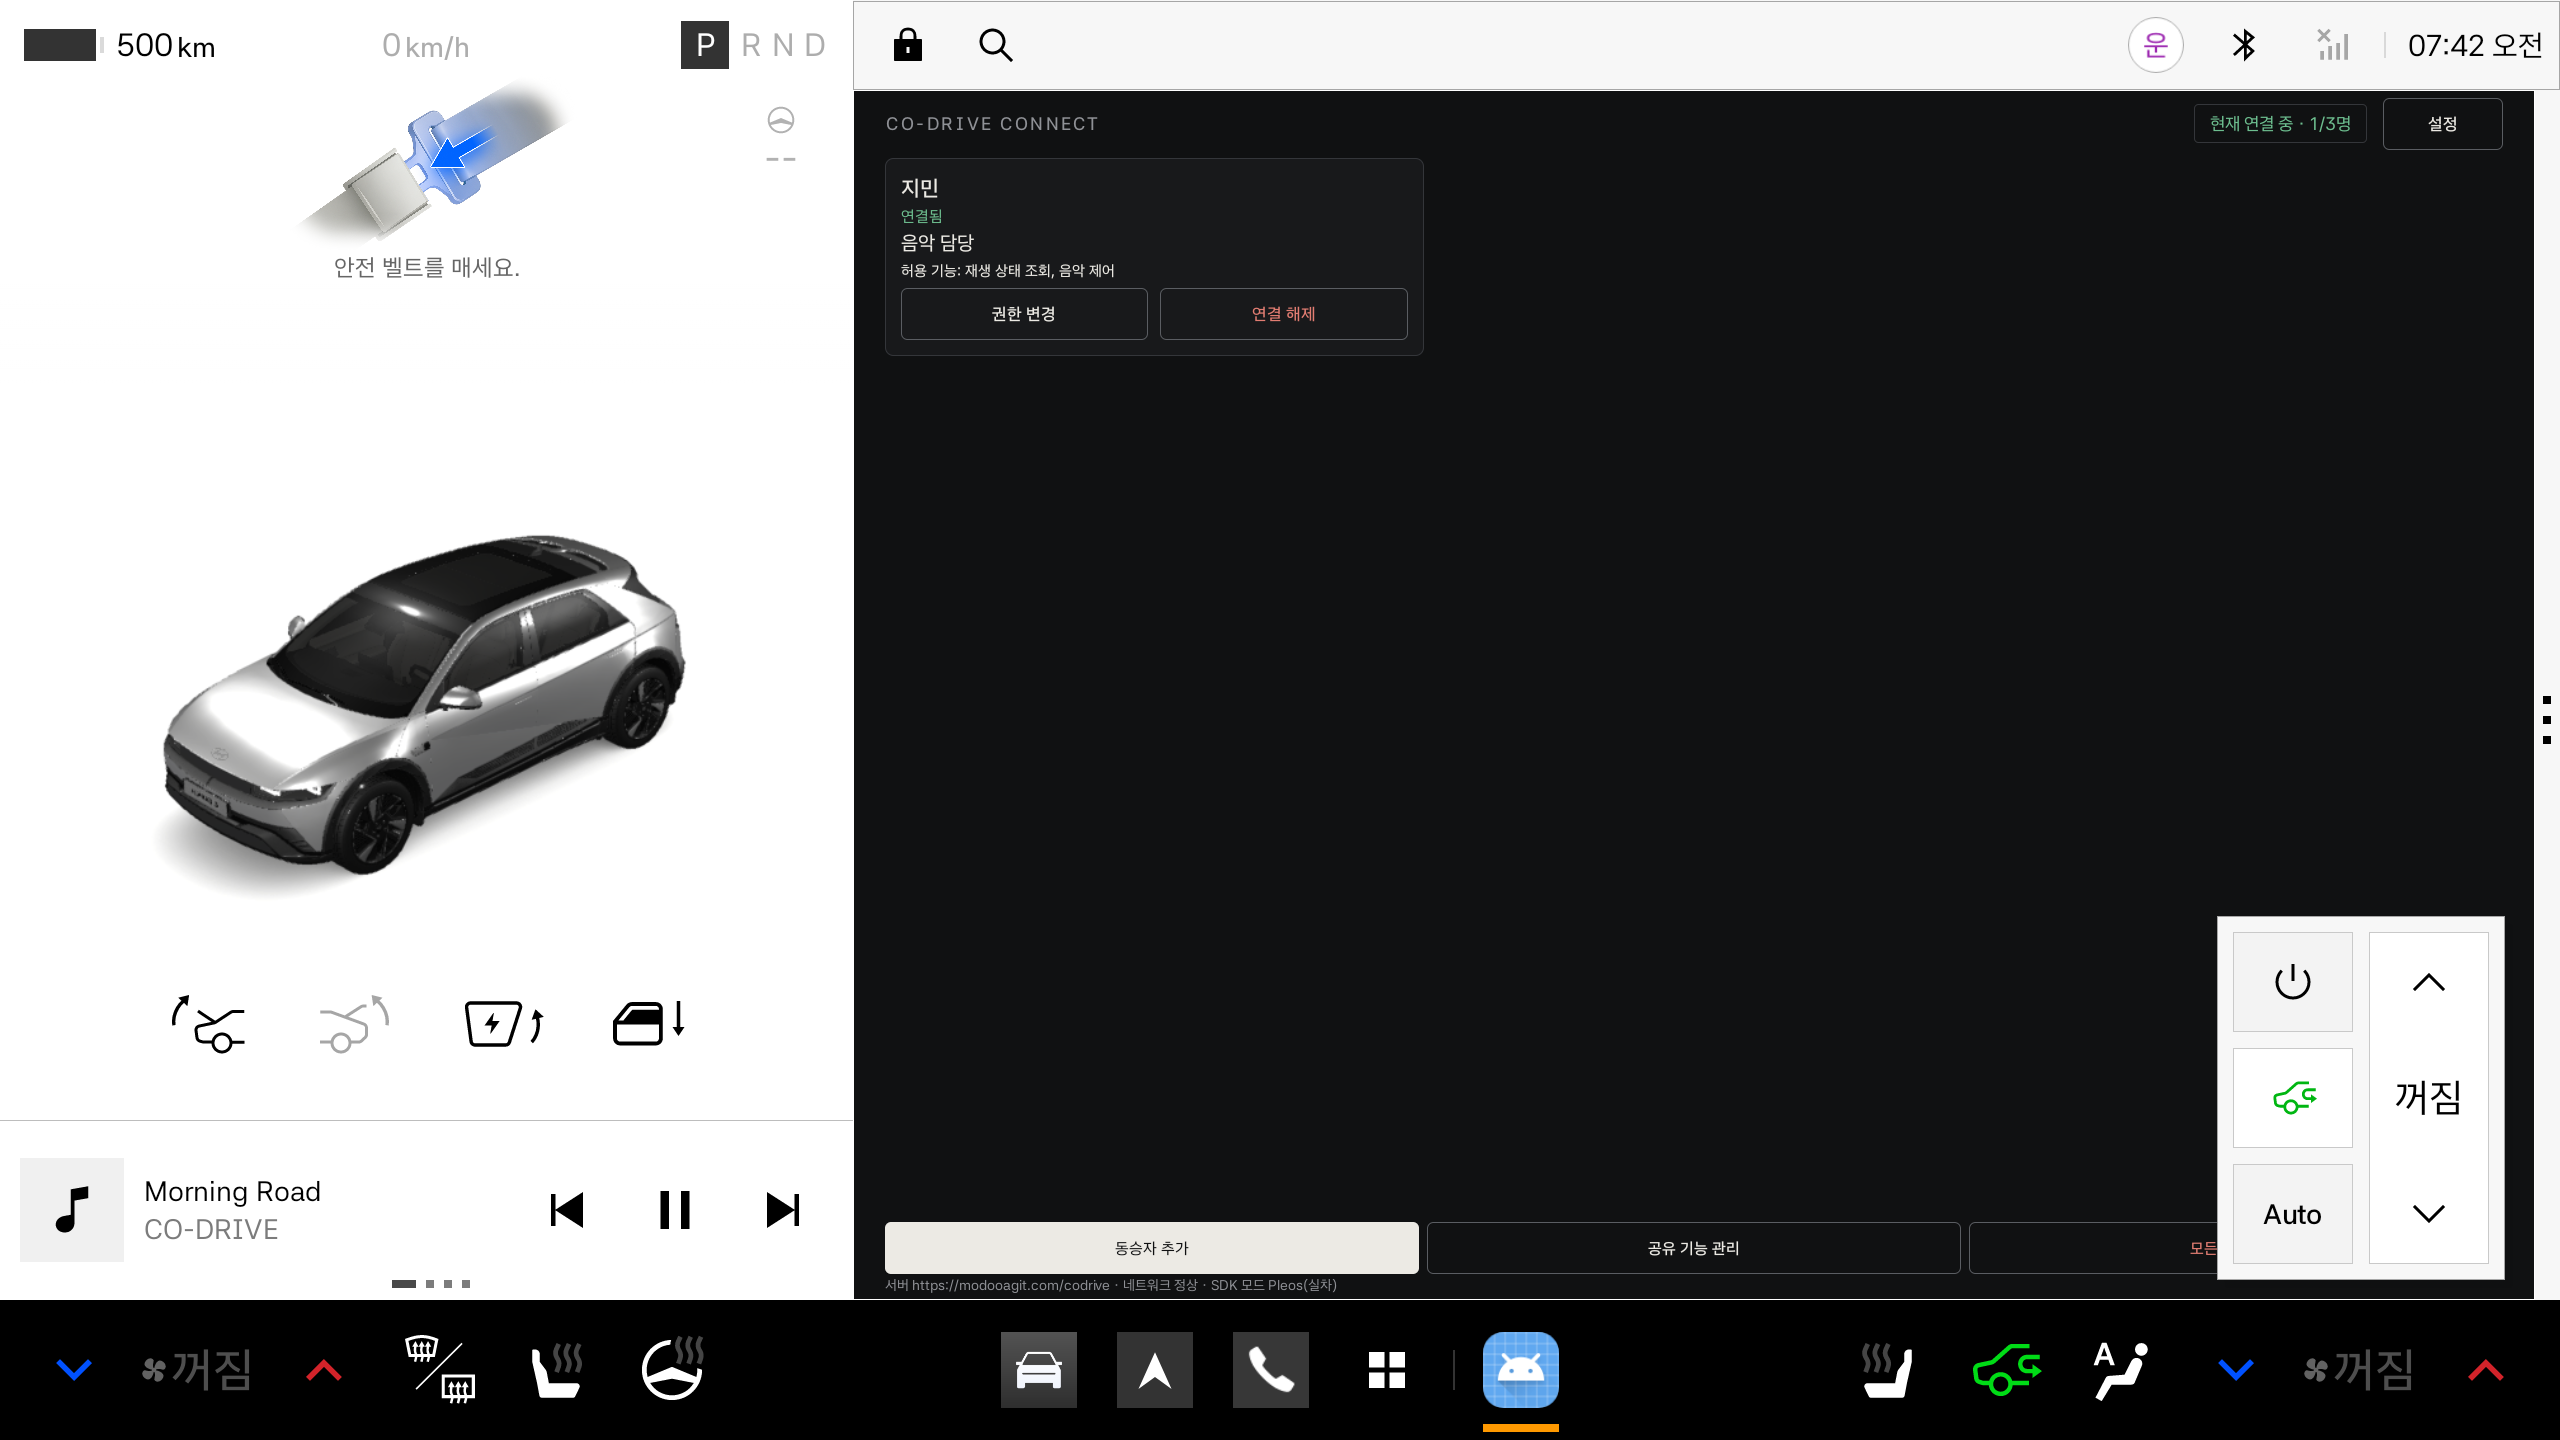 500 km
0 km/h
P R N D
07:42 오전
운
안전 벨트를 매세요.
CO-DRIVE CONNECT
현재 연결 중 · 1/3명
설정
지민
연결됨
음악 담당
허용 기능: 재생 상태 조회, 음악 제어
권한 변경
연결 해제
Morning Road
CO-DRIVE
꺼짐
Auto
동승자 추가
공유 기능 관리
모든
서버 https://modooagit.com/codrive · 네트워크 정상 · SDK 모드 Pleos(실차)
꺼짐
A
꺼짐